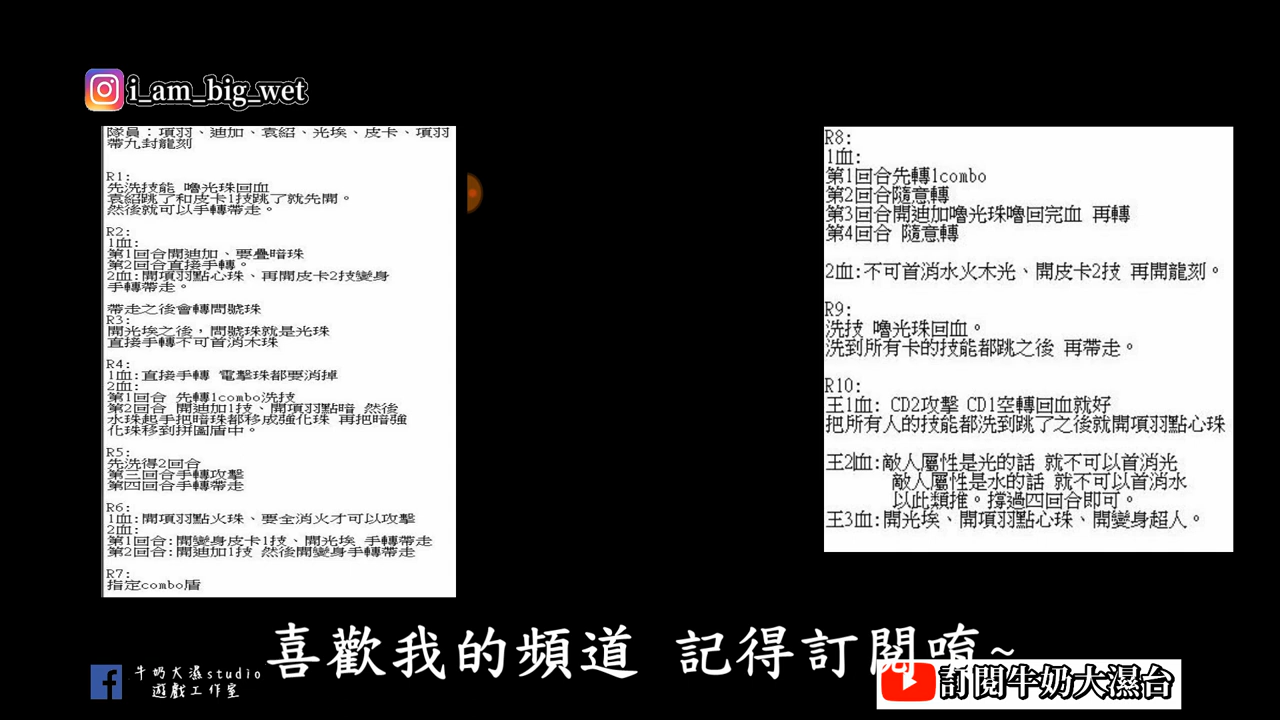 i_am_big_wet
隊員：項羽、迪加、袁紹、光埃、皮卡、項羽
帶九封龍刻
R1:
先洗技能 嚕光珠回血
袁紹跳了和皮卡1技跳了就先開。
然後就可以手轉帶走。
R2:
1血:
第1回合開迪加、要疊暗珠
第2回合直接手轉。
2血:開項羽點心珠、再開皮卡2技變身
手轉帶走。
帶走之後會轉問號珠
R3:
開光埃之後，問號珠就是光珠
直接手轉不可首消木珠
R4:
1血:直接手轉 電擊珠都要消掉
2血:
第1回合 先轉1combo洗技
第2回合 開迪加1技、開項羽點暗 然後
水珠起手把暗珠都移成強化珠 再把暗強
化珠移到拼圖盾中。
R5:
先洗得2回合
第三回合手轉攻擊
第四回合手轉帶走
R6:
1血:開項羽點火珠、要全消火才可以攻擊
2血:
第1回合:開變身皮卡1技、開光埃 手轉帶走
第2回合:開迪加1技 然後開變身手轉帶走
R7:
指定combo盾
R8:
1血:
第1回合先轉1combo
第2回合隨意轉
第3回合開迪加嚕光珠嚕回完血 再轉
第4回合 隨意轉
2血:不可首消水火木光、開皮卡2技 再開龍刻。
R9:
洗技 嚕光珠回血。
洗到所有卡的技能都跳之後 再帶走。
R10:
王1血: CD2攻擊 CD1空轉回血就好
把所有人的技能都洗到跳了之後就開項羽點心珠
王2血:敵人屬性是光的話 就不可以首消光
敵人屬性是水的話 就不可以首消水
以此類推。撐過四回合即可。
王3血:開光埃、開項羽點心珠、開變身超人。
喜歡我的頻道 記得訂閱唷~
牛奶大濕studio
遊戲工作室
訂閱牛奶大濕台